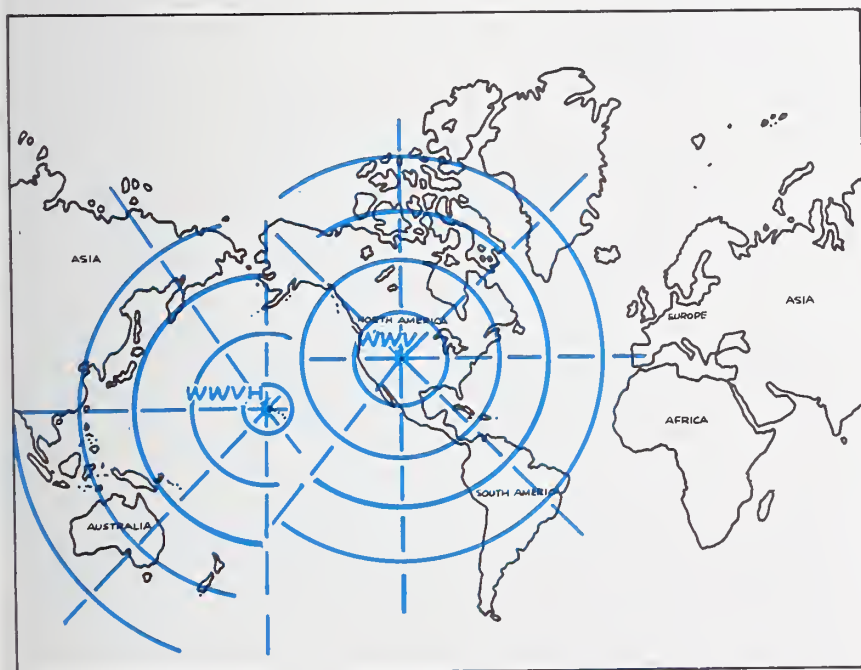 ASIA
NORTH AMERICA
WWV
EUROPE
ASIA
WWVH
AFRICA
SOUTH AMERICA
AUSTRALIA